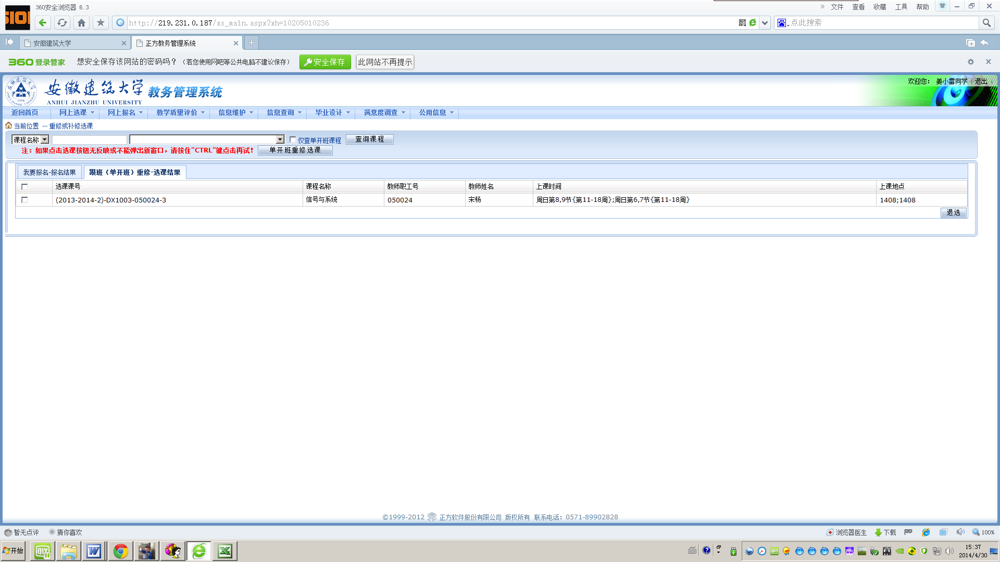 360安全浏览器 6.3
» 文件 查看 收藏 工具 帮助
http://219.231.0.187/xs_main.aspx?xh=10205010236
点此搜索
安徽建筑大学
正方教务管理系统
360登录管家 想安全保存该网站的密码吗？（若您使用网吧等公共电脑不建议保存） 安全保存 此网站不再提示
安徽建筑大学 教务管理系统
ANHUI JIANZHU UNIVERSITY
欢迎您： 姜小雷同学 退出
返回首页 网上选课 网上报名 教学质量评价 信息维护 信息查询 毕业设计 满意度调查 公用信息
当前位置 -- 重修或补修选课
课程名称 仅查单开班课程 查询课程
注：如果点击选课按钮无反映或不能弹出新窗口，请按住"CTRL"键点击再试！ 单开班重修选课
我要报名-报名结果 跟班（单开班）重修-选课结果
选课课号 课程名称 教师职工号 教师姓名 上课时间 上课地点
(2013-2014-2)-DX1003-050024-3 信号与系统 050024 宋杨 周日第8,9节{第11-18周};周日第6,7节{第11-18周} 1408;1408
退选
©1999-2012 正方软件股份有限公司 版权所有 联系电话：0571-89902828
暂无点评 猜你喜欢
浏览器医生 下载 100%
开始
15:37
2014/4/30